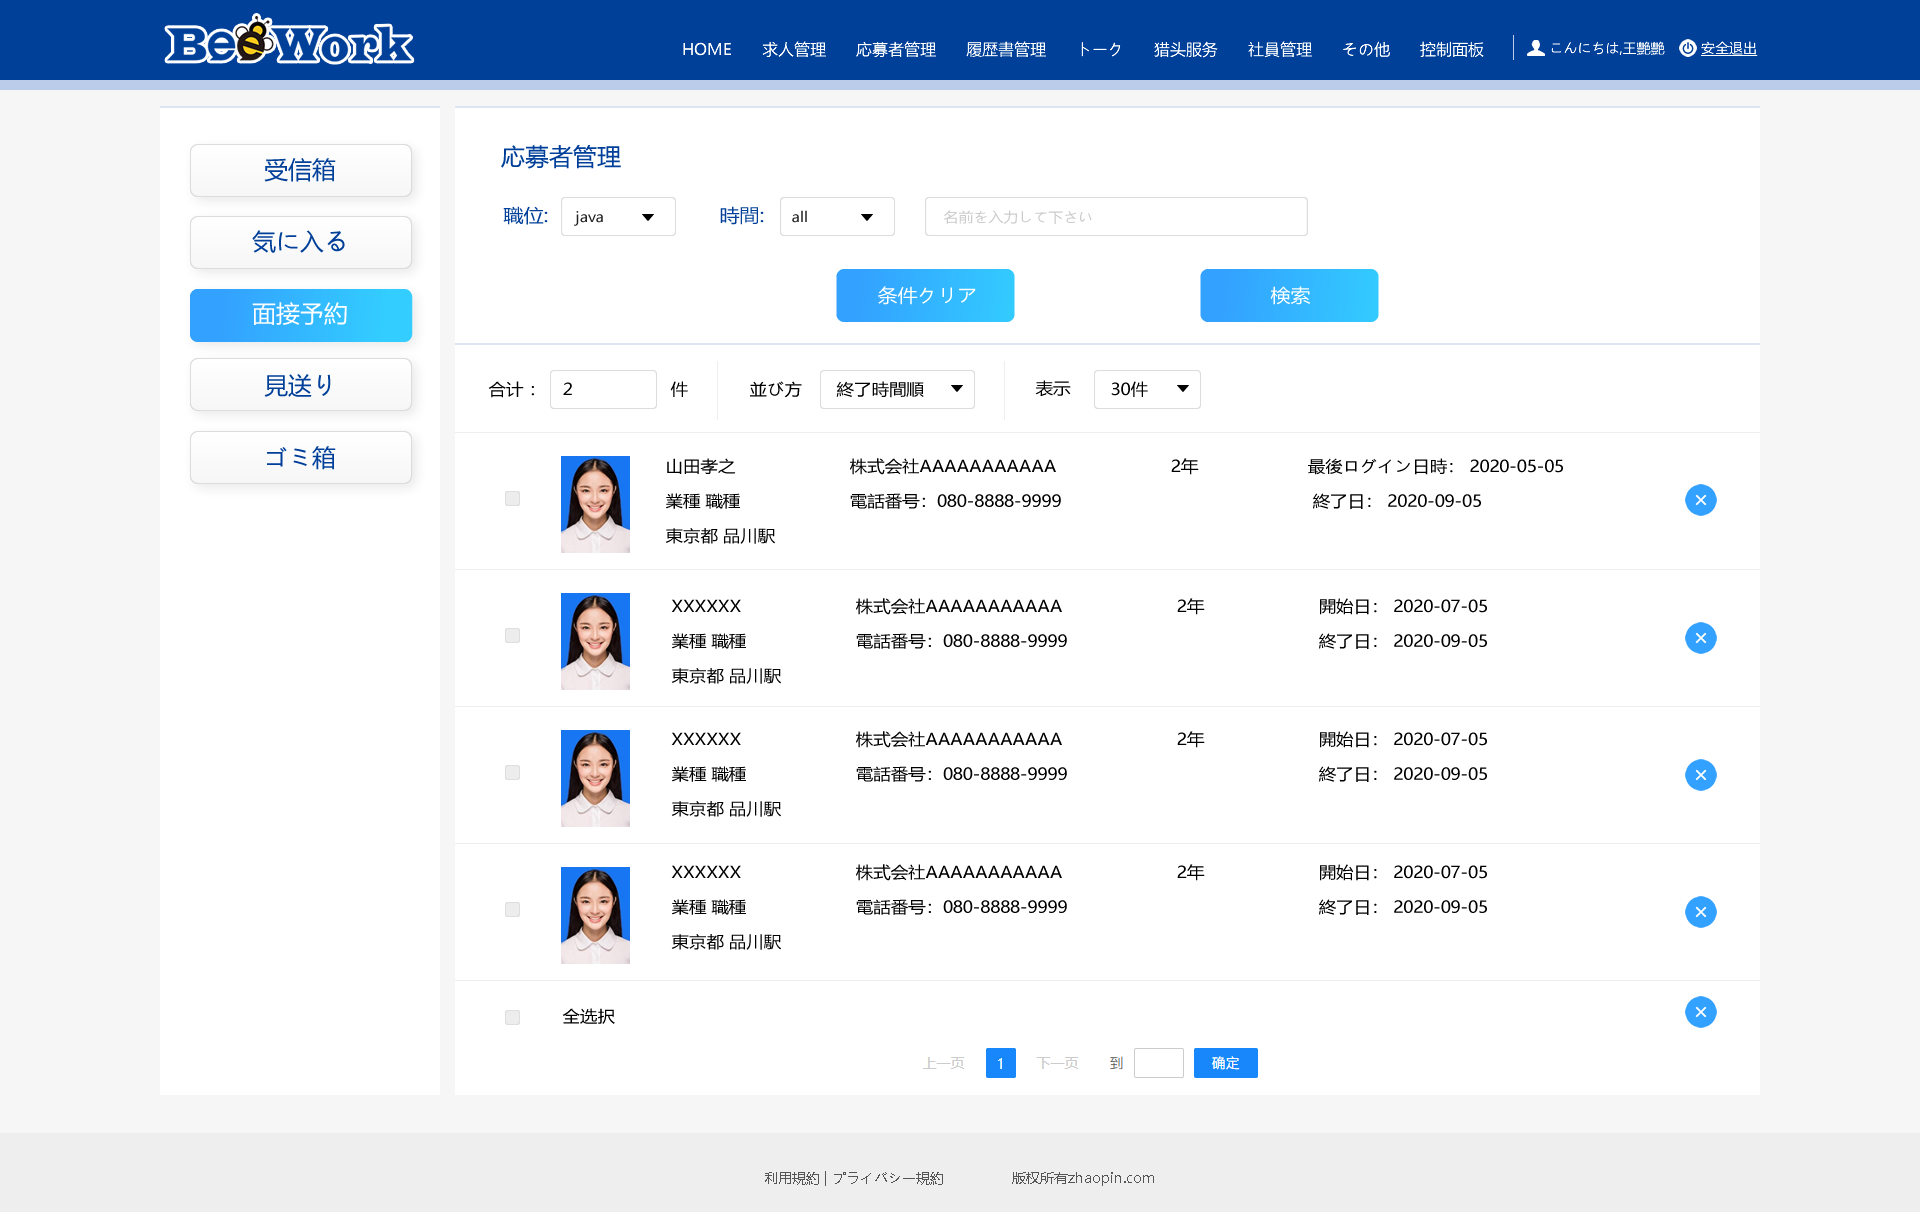 BeeWork
HOME 求人管理 応募者管理 履歴書管理 トーク 猎头服务 社員管理 その他 控制面板 こんにちは,王艶艶 安全退出
受信箱
気に入る
面接予約
見送り
ゴミ箱
応募者管理
職位: java 時間: all 名前を入力して下さい
条件クリア 検索
合计： 2 件 並び方 終了時間順 表示 30件
山田孝之 株式会社AAAAAAAAAAA 2年 最後ログイン日時： 2020-05-05
業種 職種 電話番号：080-8888-9999 終了日： 2020-09-05
東京都 品川駅
XXXXXX 株式会社AAAAAAAAAAA 2年 開始日： 2020-07-05
業種 職種 電話番号：080-8888-9999 終了日： 2020-09-05
東京都 品川駅
XXXXXX 株式会社AAAAAAAAAAA 2年 開始日： 2020-07-05
業種 職種 電話番号：080-8888-9999 終了日： 2020-09-05
東京都 品川駅
XXXXXX 株式会社AAAAAAAAAAA 2年 開始日： 2020-07-05
業種 職種 電話番号：080-8888-9999 終了日： 2020-09-05
東京都 品川駅
全选択
上一页 1 下一页 到 确定
利用規約 | プライバシー規約 版权所有zhaopin.com